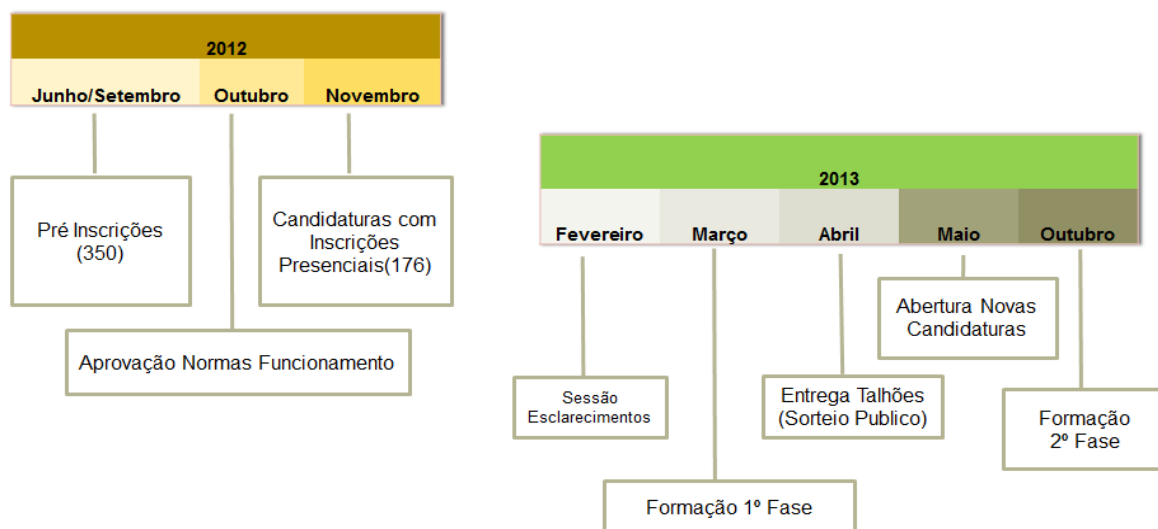 2012
Junho/Setembro
Outubro
Novembro
Pré Inscrições
(350)
Candidaturas com
Inscrições
Presenciais(176)
Aprovação Normas Funcionamento
2013
Fevereiro
Março
Abril
Maio
Outubro
Abertura Novas
Candidaturas
Sessão
Esclarecimentos
Entrega Talhões
(Sorteio Publico)
Formação
2º Fase
Formação 1º Fase